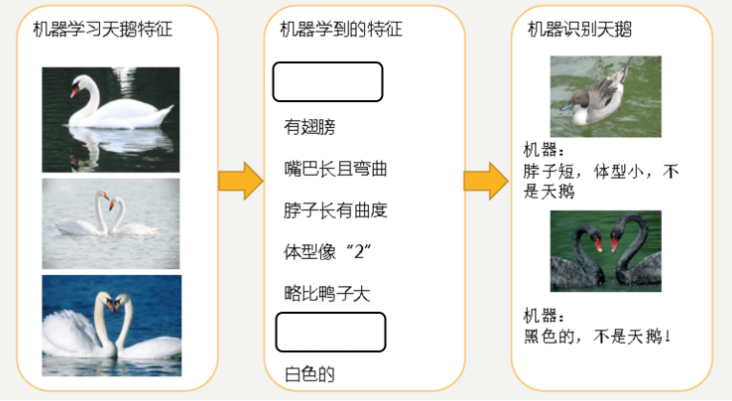 机器学习天鹅特征
机器学到的特征
有翅膀
嘴巴长且弯曲
脖子长有曲度
体型像“2”
略比鸭子大
白色的
机器识别天鹅
机器：
脖子短，体型小，不
是天鹅
机器：
黑色的，不是天鹅！